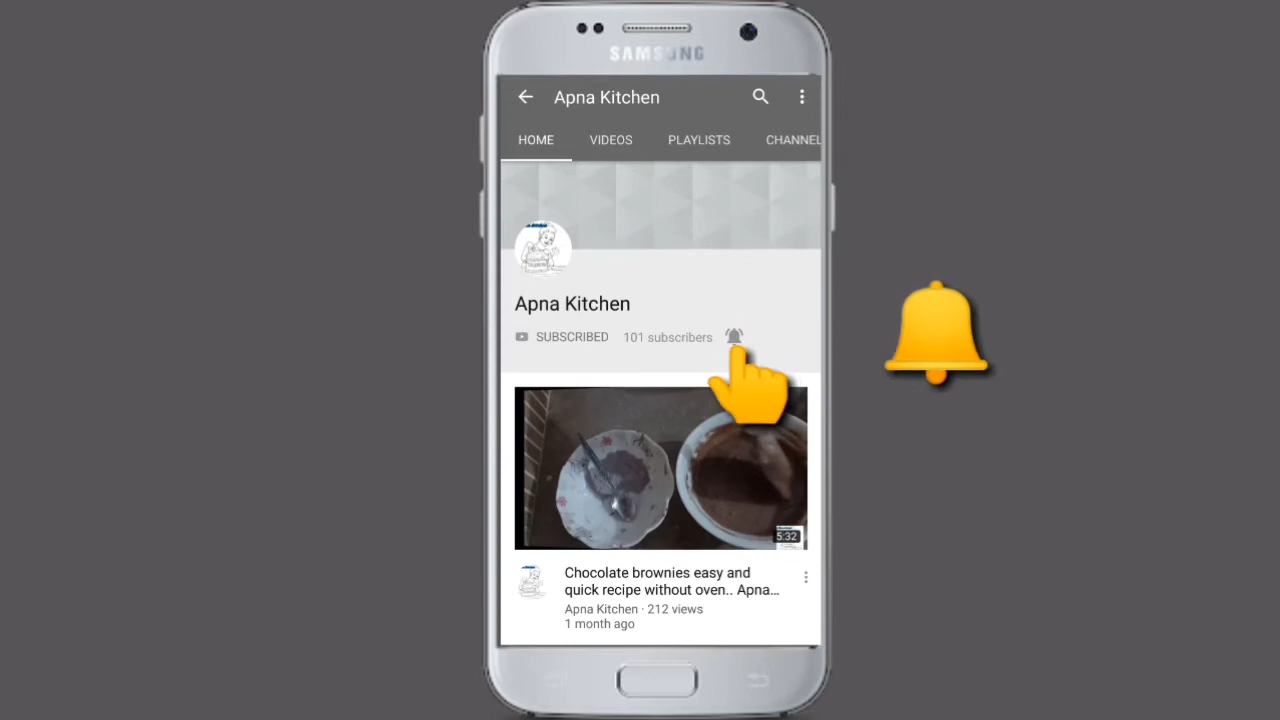 SAMSUNG
Apna Kitchen
HOME VIDEOS PLAYLISTS CHANNEL
Apna Kitchen
SUBSCRIBED 101 subscribers
5:32
Chocolate brownies easy and
quick recipe without oven.. Apna...
Apna Kitchen · 212 views
1 month ago